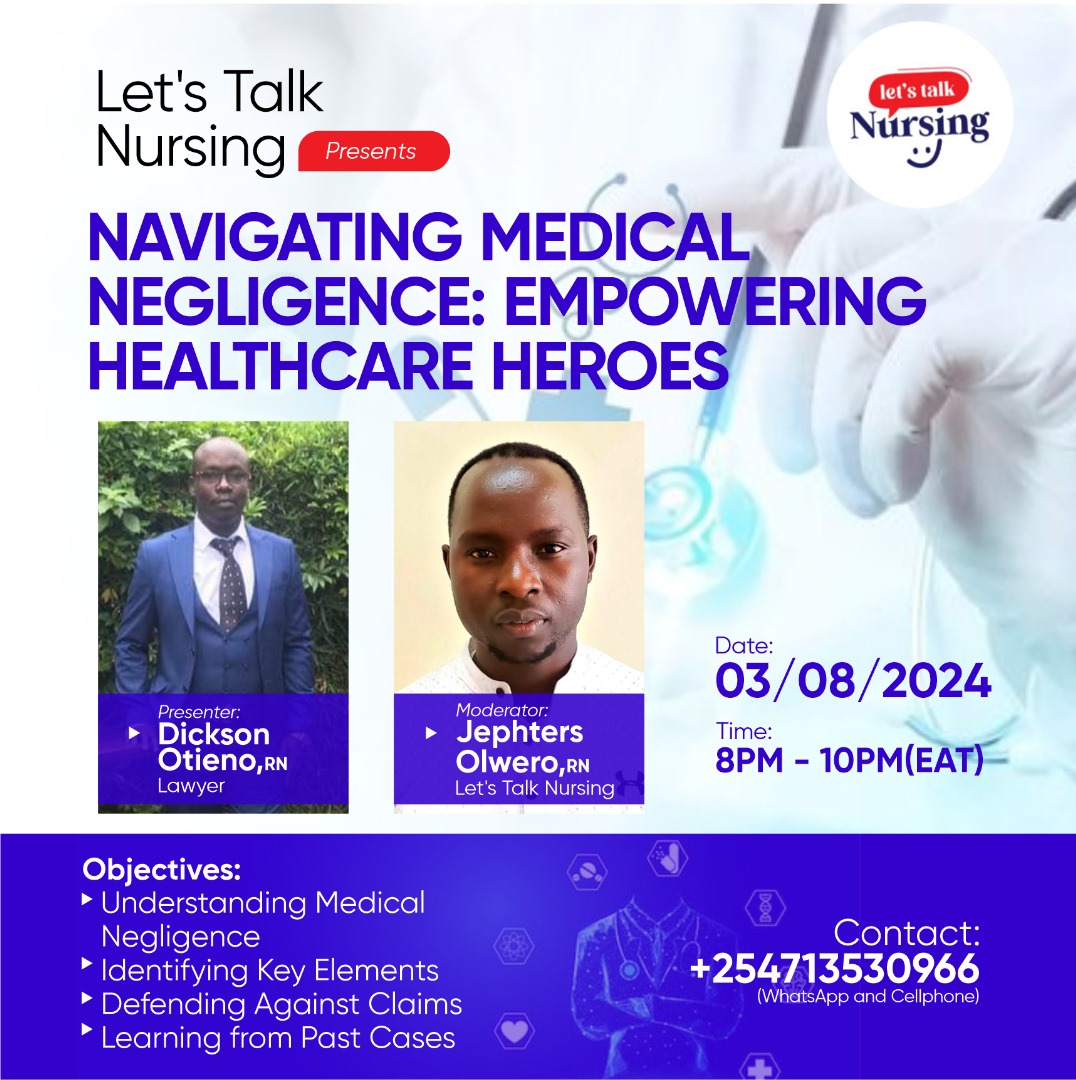 Let's Talk
Nursing Presents
let's talk
Nursing
NAVIGATING MEDICAL
NEGLIGENCE: EMPOWERING
HEALTHCARE HEROES
Presenter:
Dickson
Otieno,RN
Lawyer
Moderator:
Jephters
Olwero,RN
Let's Talk Nursing
Date:
03/08/2024
Time:
8PM - 10PM(EAT)
Objectives:
Understanding Medical
Negligence
Identifying Key Elements
Defending Against Claims
Learning from Past Cases
Contact:
+254713530966
(WhatsApp and Cellphone)